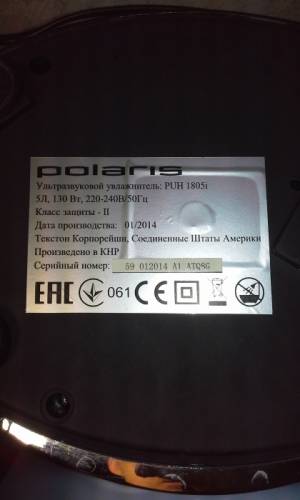 polaris
Ультразвуковой увлажнитель: PUH 1805i
5Л, 130 Вт, 220-240В/50Гц
Класс защиты - II
Дата производства: 01/2014
Текстон Корпорейшн, Соединенные Штаты Америки
Произведено в КНР
Серийный номер: 59 012014 A1.ATQSG
EAC 061 CE